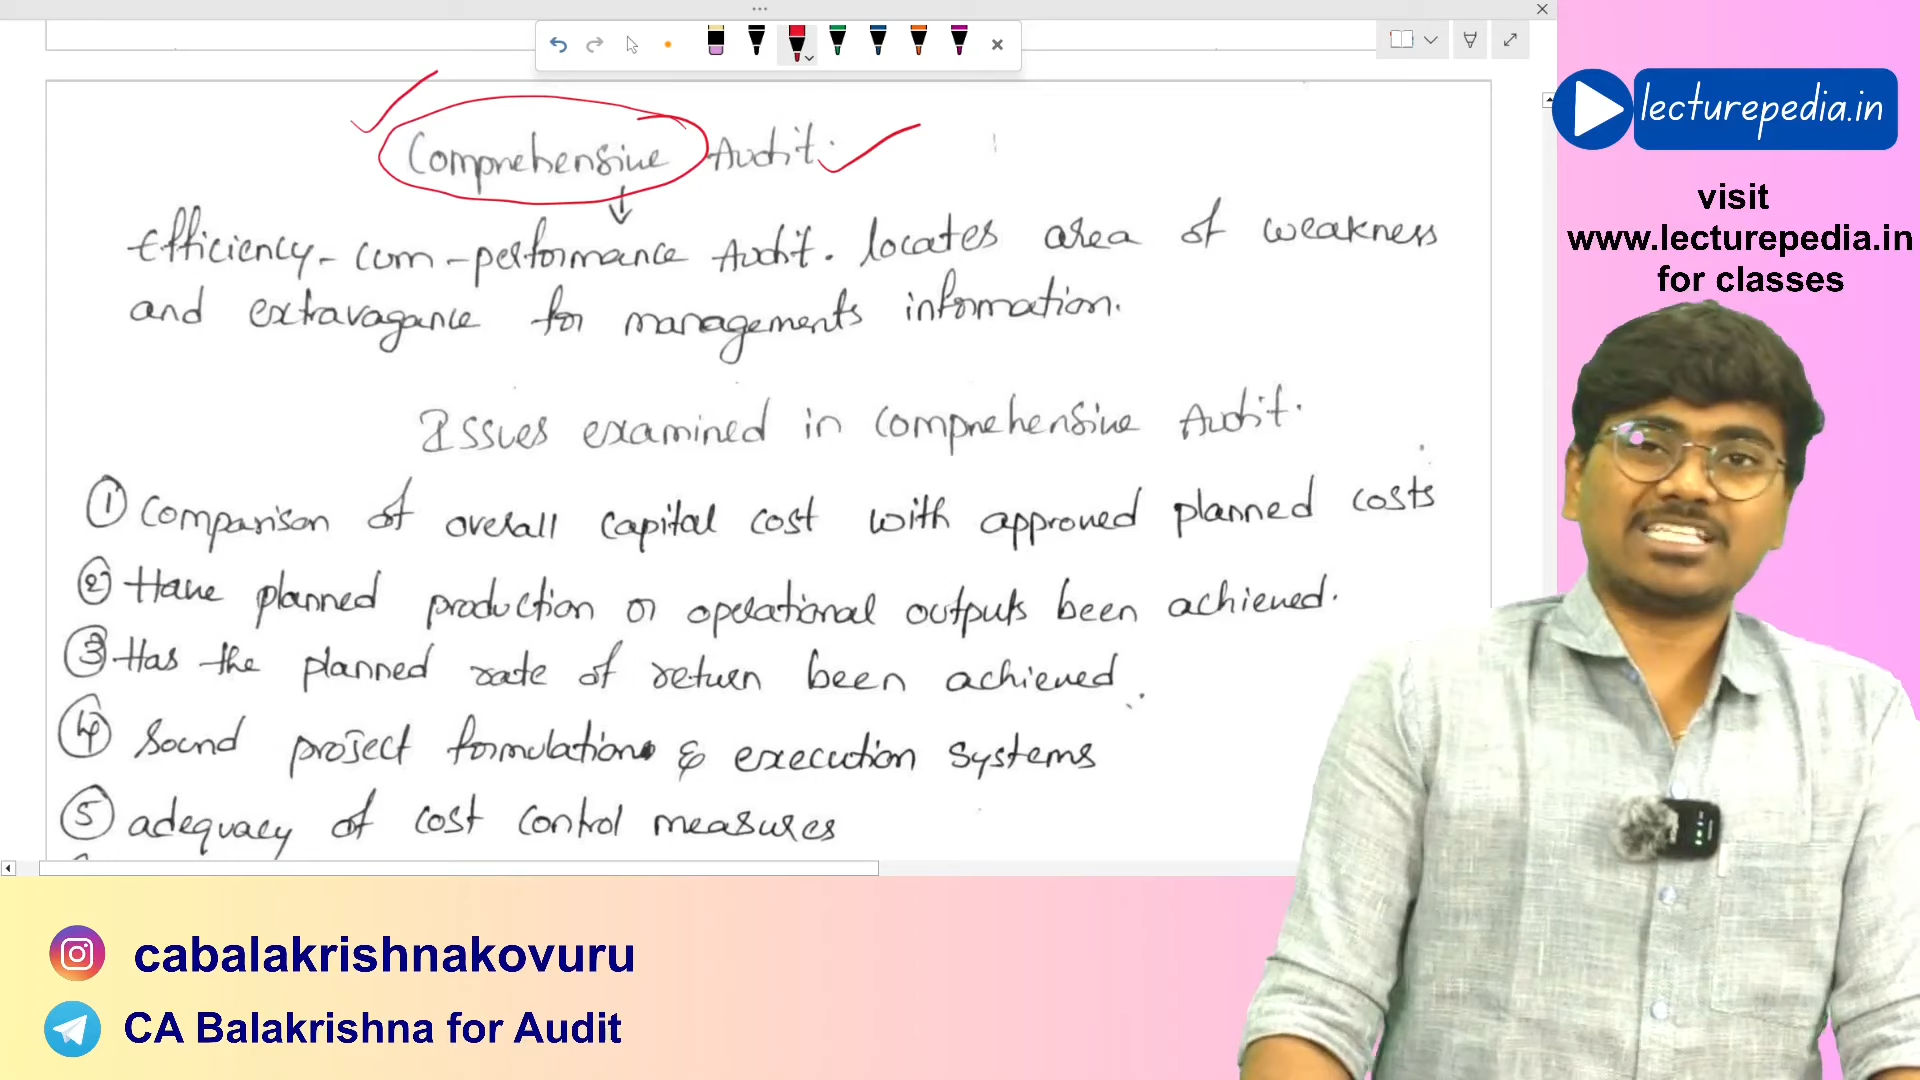 Comprehensive Audit.
Efficiency-cum-performance Audit. locates area of weakness
and extravagance for managements information.
Issues examined in comprehensive Audit.
① Comparison of overall capital cost with approved planned costs
② Have planned production or operational outputs been achieved.
③ Has the planned rate of return been achieved.
④ Sound project formulation & execution systems
⑤ adequacy of cost control measures
lecturepedia.in
visit
www.lecturepedia.in
for classes
cabalakrishnakovuru
CA Balakrishna for Audit